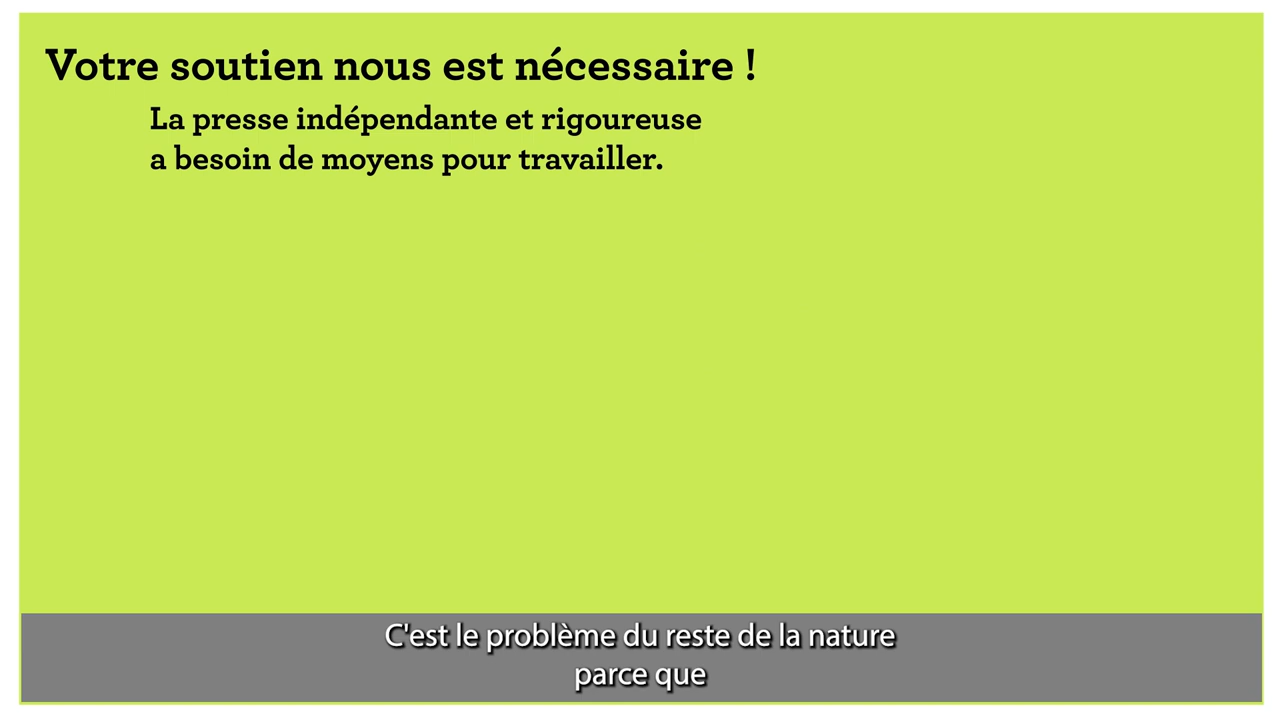 Votre soutien nous est nécessaire !
La presse indépendante et rigoureuse
a besoin de moyens pour travailler.
C'est le problème du reste de la nature
parce que